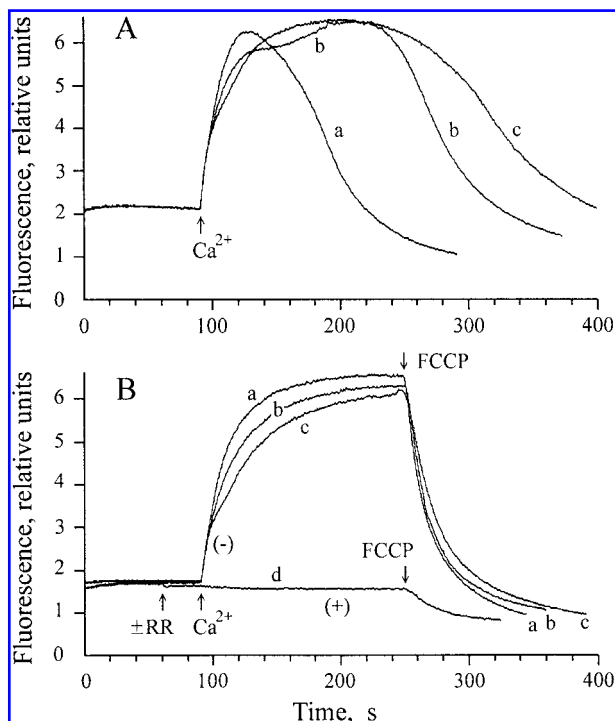 A
Fluorescence, relative units
6
5
4
3
2
1
0
a
b
b
c
Ca²⁺
0 100 200 300 400
B
Fluorescence, relative units
6
5
4
3
2
1
0
FCCP
a
b
c
(-)
FCCP
d
(+)
±RR
Ca²⁺
a b c
0 100 200 300 400
Time, s